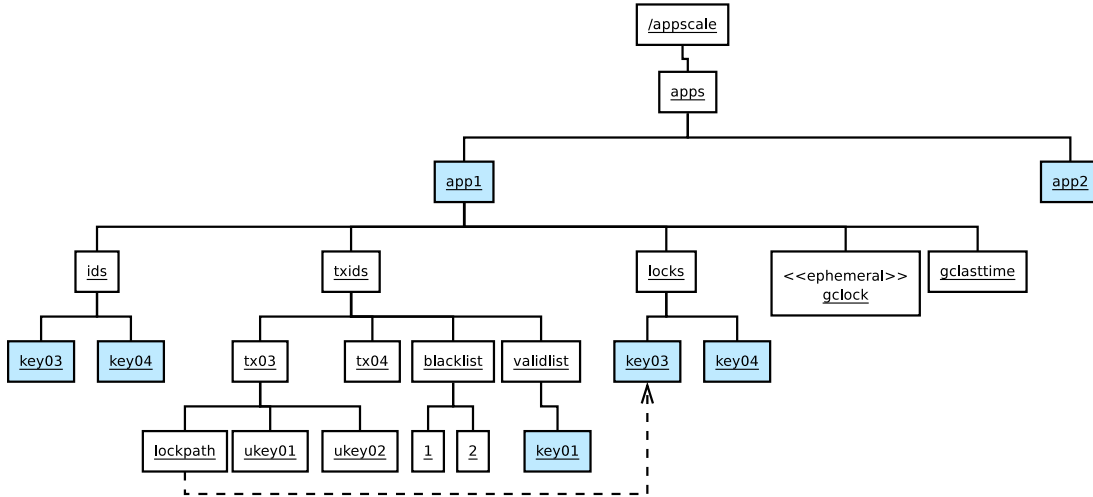 /appscale
apps
app1
app2
ids
txids
locks
<<ephemeral>>
gclock
gclasttime
key03
key04
tx03
tx04
blacklist
validlist
key03
key04
lockpath
ukey01
ukey02
1
2
key01